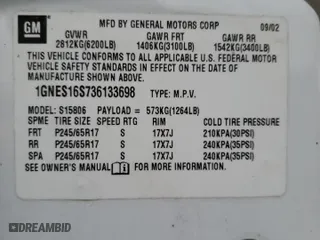 GM
MFD BY GENERAL MOTORS CORP 09/02
GVWR GAWR FRT GAWR RR
2812KG(6200LB) 1406KG(3100LB) 1542KG(3400LB)
THIS VEHICLE CONFORMS TO ALL APPLICABLE U.S. FEDERAL MOTOR
VEHICLE SAFETY STANDARDS IN EFFECT ON THE DATE OF
MANUFACTURE SHOWN ABOVE.
1GNES16S736133698 TYPE: M.P.V.
MODEL: S15806 PAYLOAD = 573KG(1264LB)
SPME TIRE SIZE SPEED RTG RIM COLD TIRE PRESSURE
FRT P245/65R17 S 17X7J 210KPA(30PSI)
RR P245/65R17 S 17X7J 240KPA(35PSI)
SPA P245/65R17 S 17X7J 240KPA(35PSI)
SEE OWNER'S MANUAL FOR MORE INFORMATION
DREAMBID